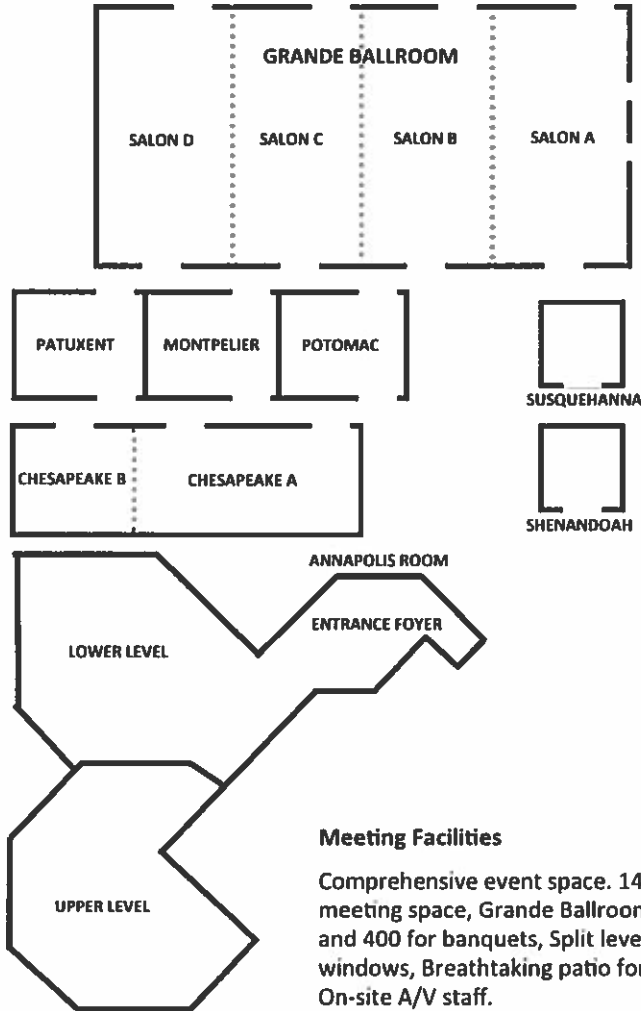 GRANDE BALLROOM
SALON D SALON C SALON B SALON A
PATUXENT MONTPELIER POTOMAC
SUSQUEHANNA
CHESAPEAKE B CHESAPEAKE A
SHENANDOAH
ANNAPOLIS ROOM
ENTRANCE FOYER
LOWER LEVEL
UPPER LEVEL
Meeting Facilities
Comprehensive event space. 14
meeting space, Grande Ballroom
and 400 for banquets, Split leve
windows, Breathtaking patio for
On-site A/V staff.